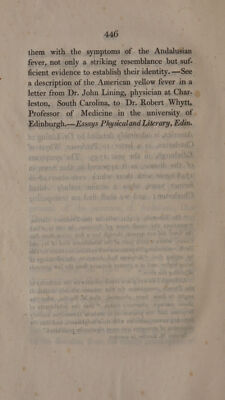 446
them with the symptoms of the Andalusian
fever, not only a striking resemblance but suf-
ficient evidence to establish their identity.—See
a description of the American yellow fever in a
letter from Dr. John Lining, physician at Char-
leston, South Carolina, to Dr. Robert Whytt,
Professor of Medicine in the university of
Edinburgh.—Essays Physical and Literary, Edin.